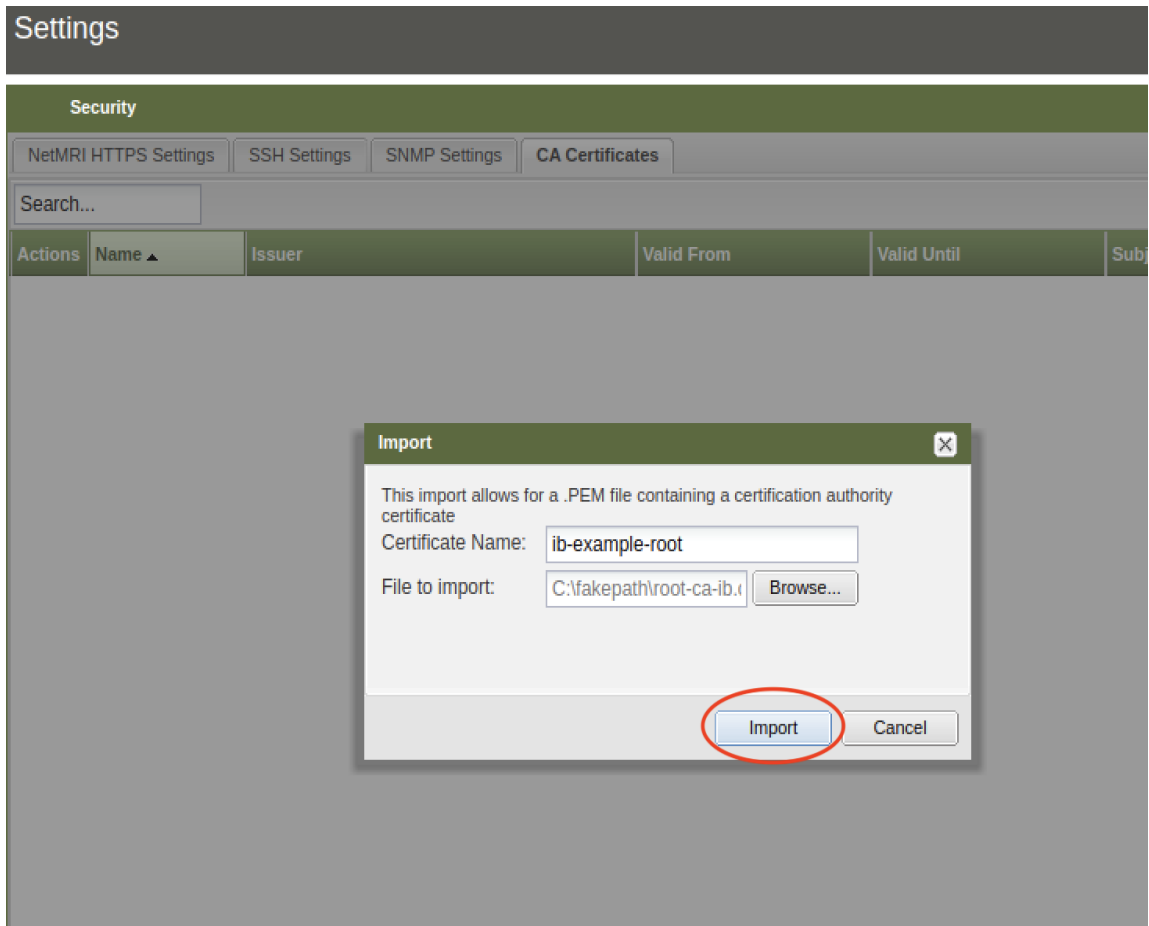 Settings
Security
NetMRI HTTPS Settings SSH Settings SNMP Settings CA Certificates
Search...
Actions Name Issuer Valid From Valid Until Subj
Import
This import allows for a .PEM file containing a certification authority
certificate
Certificate Name: ib-example-root
File to import: C:\fakepath\root-ca-ib. Browse...
Import Cancel